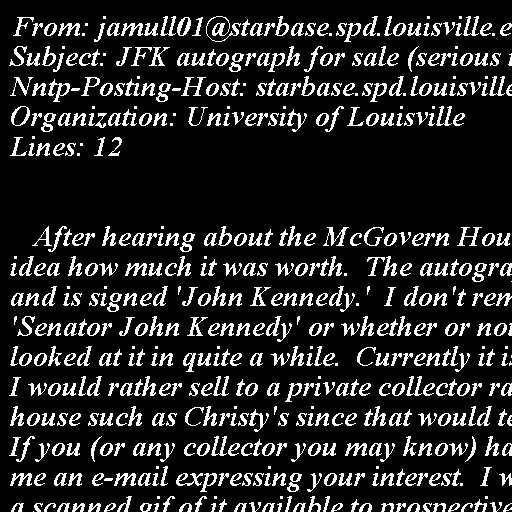 From: jamull01@starbase.spd.louisville.e
Subject: JFK autograph for sale (serious
Nntp-Posting-Host: starbase.spd.louisville
Organization: University of Louisville
Lines: 12
After hearing about the McGovern Hou
idea how much it was worth.  The autogra
and is signed 'John Kennedy.'  I don't rem
'Senator John Kennedy' or whether or not
looked at it in quite a while.  Currently it is
I would rather sell to a private collector ra
house such as Christy's since that would te
If you (or any collector you may know) ha
me an e-mail expressing your interest.  I w
a scanned gif of it available to prospective